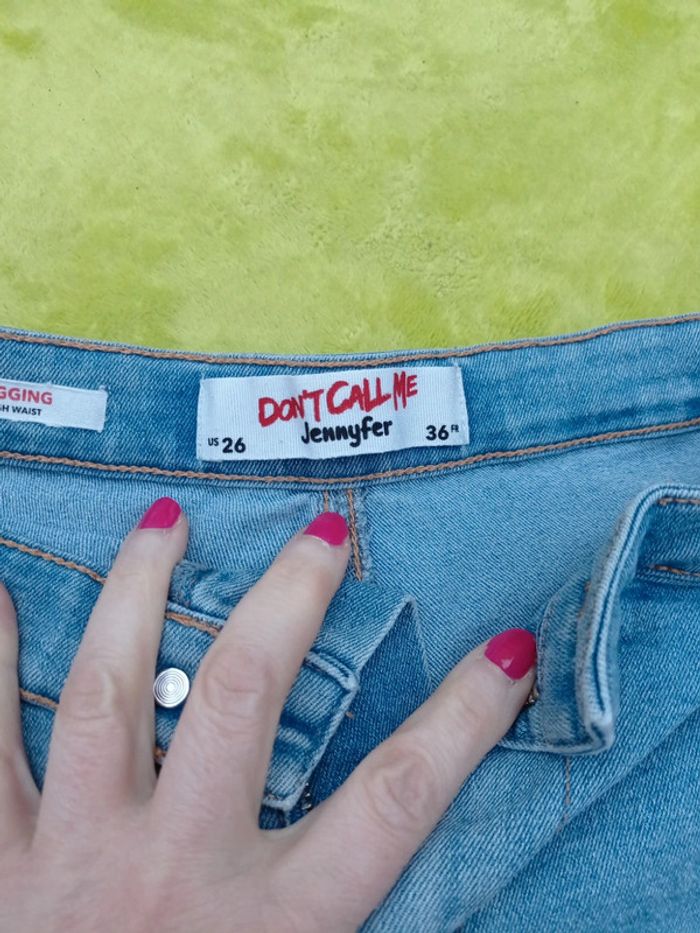 GGING
H WAIST
DON'T CALL ME
Jennyfer
US 26
36 FR